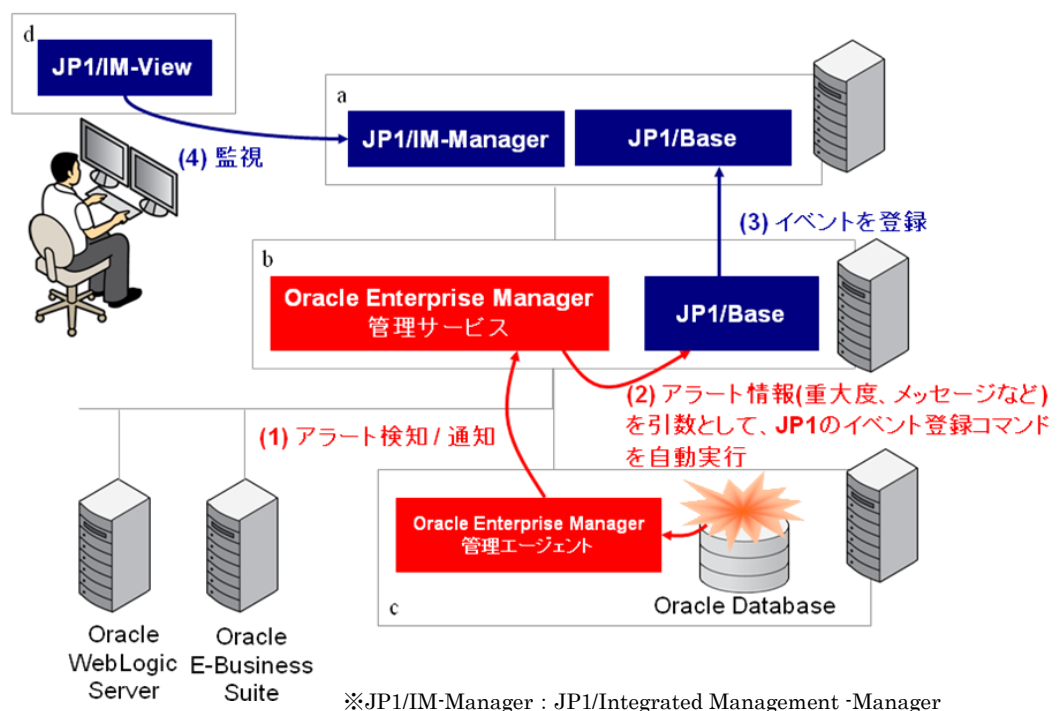 d
JP1/IM-View
a
JP1/IM-Manager
JP1/Base
(4) 監視
(3) イベントを登録
b
Oracle Enterprise Manager
管理サービス
JP1/Base
(2) アラート情報(重大度、メッセージなど)
を引数として、JP1のイベント登録コマンド
を自動実行
(1) アラート検知 / 通知
Oracle Enterprise Manager
管理エージェント
c
Oracle Database
Oracle
WebLogic
Server
Oracle
E-Business
Suite
※JP1/IM-Manager : JP1/Integrated Management -Manager